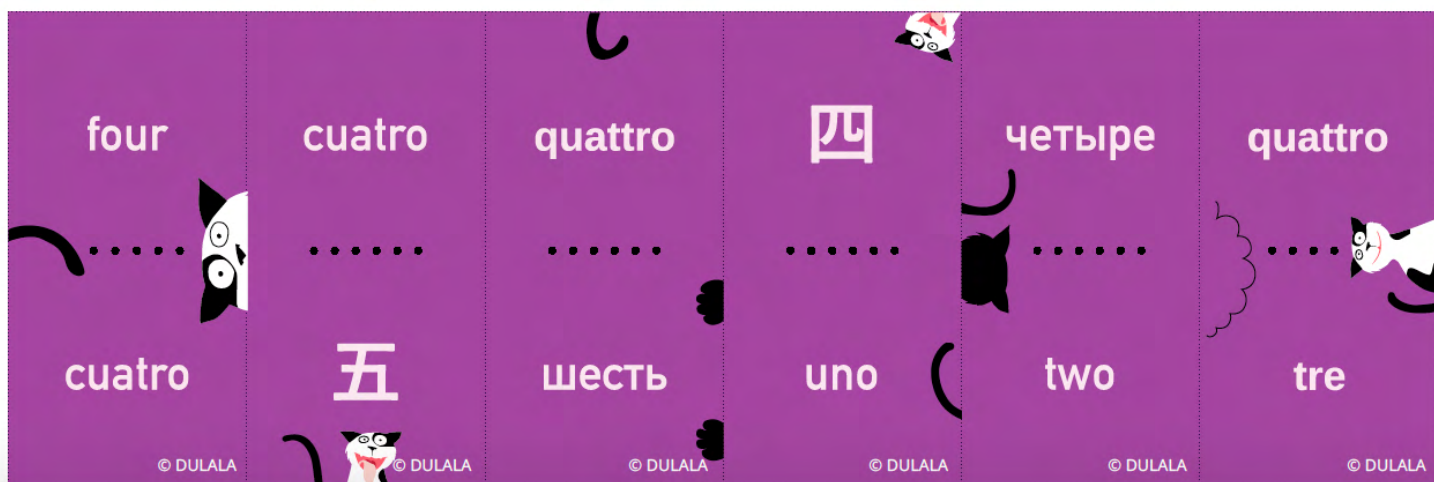 four
cuatro
© DULALA
cuatro
五
© DULALA
quattro
шесть
© DULALA
四
uno
© DULALA
четыре
two
© DULALA
quattro
tre
© DULALA